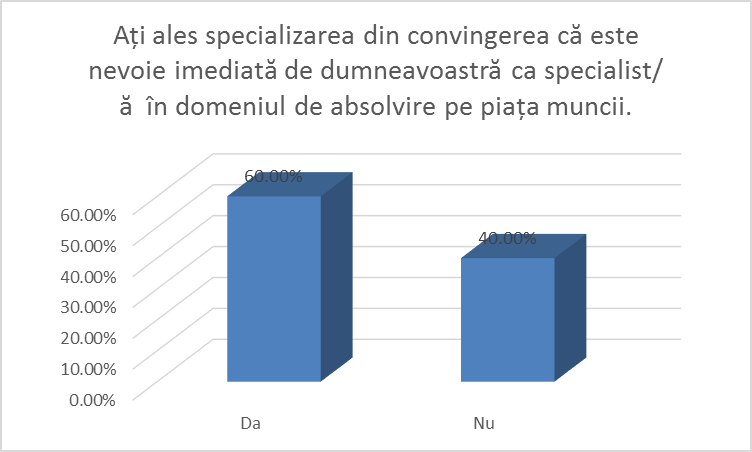 Ați ales specializarea din convingerea că este
nevoie imediată de dumneavoastră ca specialist/
ă în domeniul de absolvire pe piața muncii.
60.00%
40.00%
60.00%
50.00%
40.00%
30.00%
20.00%
10.00%
0.00%
Da
Nu